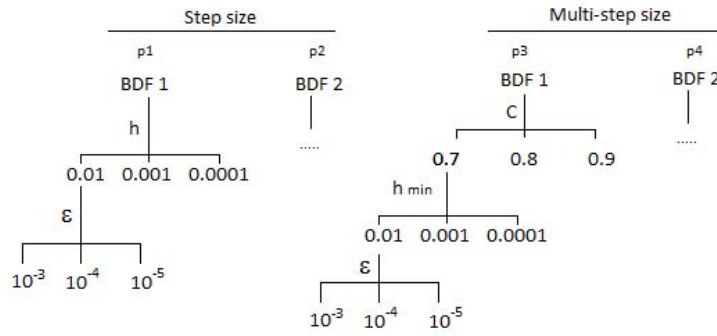 Step size Multi-step size
p1 p2 p3 p4
BDF 1 BDF 2 BDF 1 BDF 2
h C
..... .....
0.01 0.001 0.0001 0.7 0.8 0.9
h min
ε 0.01 0.001 0.0001
10⁻³ 10⁻⁴ 10⁻⁵ ε
10⁻³ 10⁻⁴ 10⁻⁵